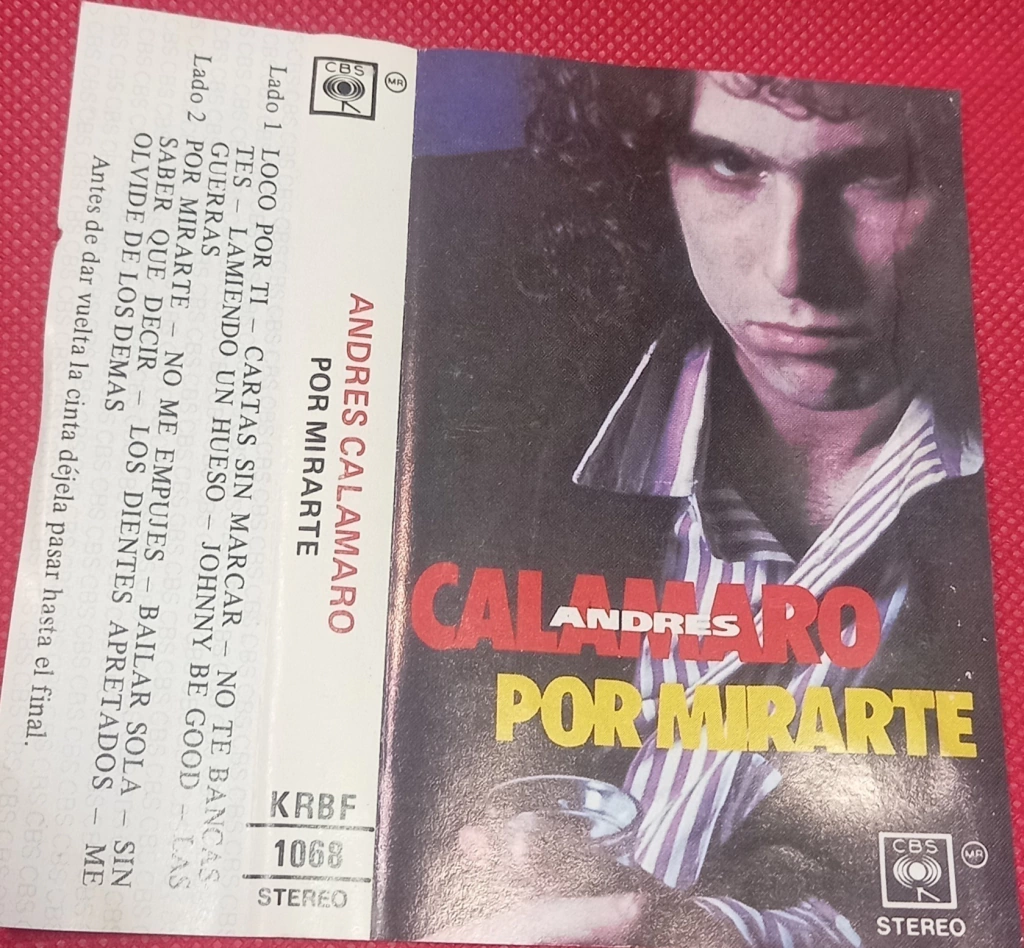 Lado 1 LOCO POR TI – CARTAS SIN MARCAR – NO TE BANCAS
TES – LAMIENDO UN HUESO – JOHNNY BE GOOD – LAS
GUERRAS
Lado 2 POR MIRARTE – NO ME EMPUJES – BAILAR SOLA – SIN
SABER QUE DECIR – LOS DIENTES APRETADOS – ME
OLVIDE DE LOS DEMAS
Antes de dar vuelta la cinta déjela pasar hasta el final.
CBS
MR
ANDRES CALAMARO
POR MIRARTE
KRBF
1068
STEREO
CALAMARO
ANDRES
POR MIRARTE
CBS
MR
STEREO